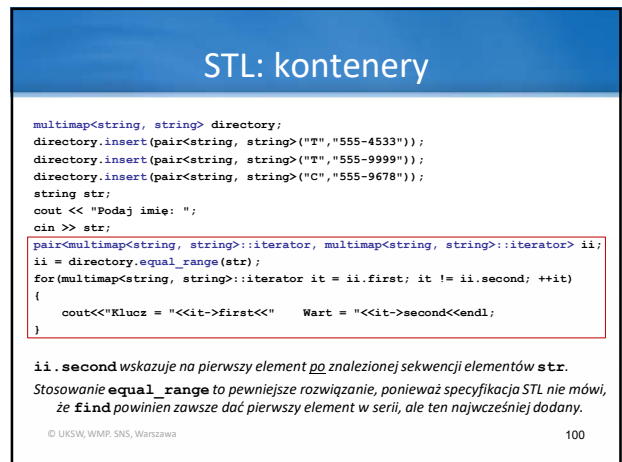 STL: kontenery
multimap<string, string> directory;
directory.insert(pair<string, string>("T","555-4533"));
directory.insert(pair<string, string>("T","555-9999"));
directory.insert(pair<string, string>("C","555-9678"));
string str;
cout << "Podaj imię: ";
cin >> str;
pair<multimap<string, string>::iterator, multimap<string, string>::iterator> ii;
ii = directory.equal_range(str);
for(multimap<string, string>::iterator it = ii.first; it != ii.second; ++it)
{
    cout<<"Klucz = "<<it->first<<"    Wart = "<<it->second<<endl;
}
ii.second wskazuje na pierwszy element po znalezionej sekwencji elementów str.
Stosowanie equal_range to pewniejsze rozwiązanie, ponieważ specyfikacja STL nie mówi,
że find powinien zawsze dać pierwszy element w serii, ale ten najwcześniej dodany.
© UKSW, WMP. SNS, Warszawa
100